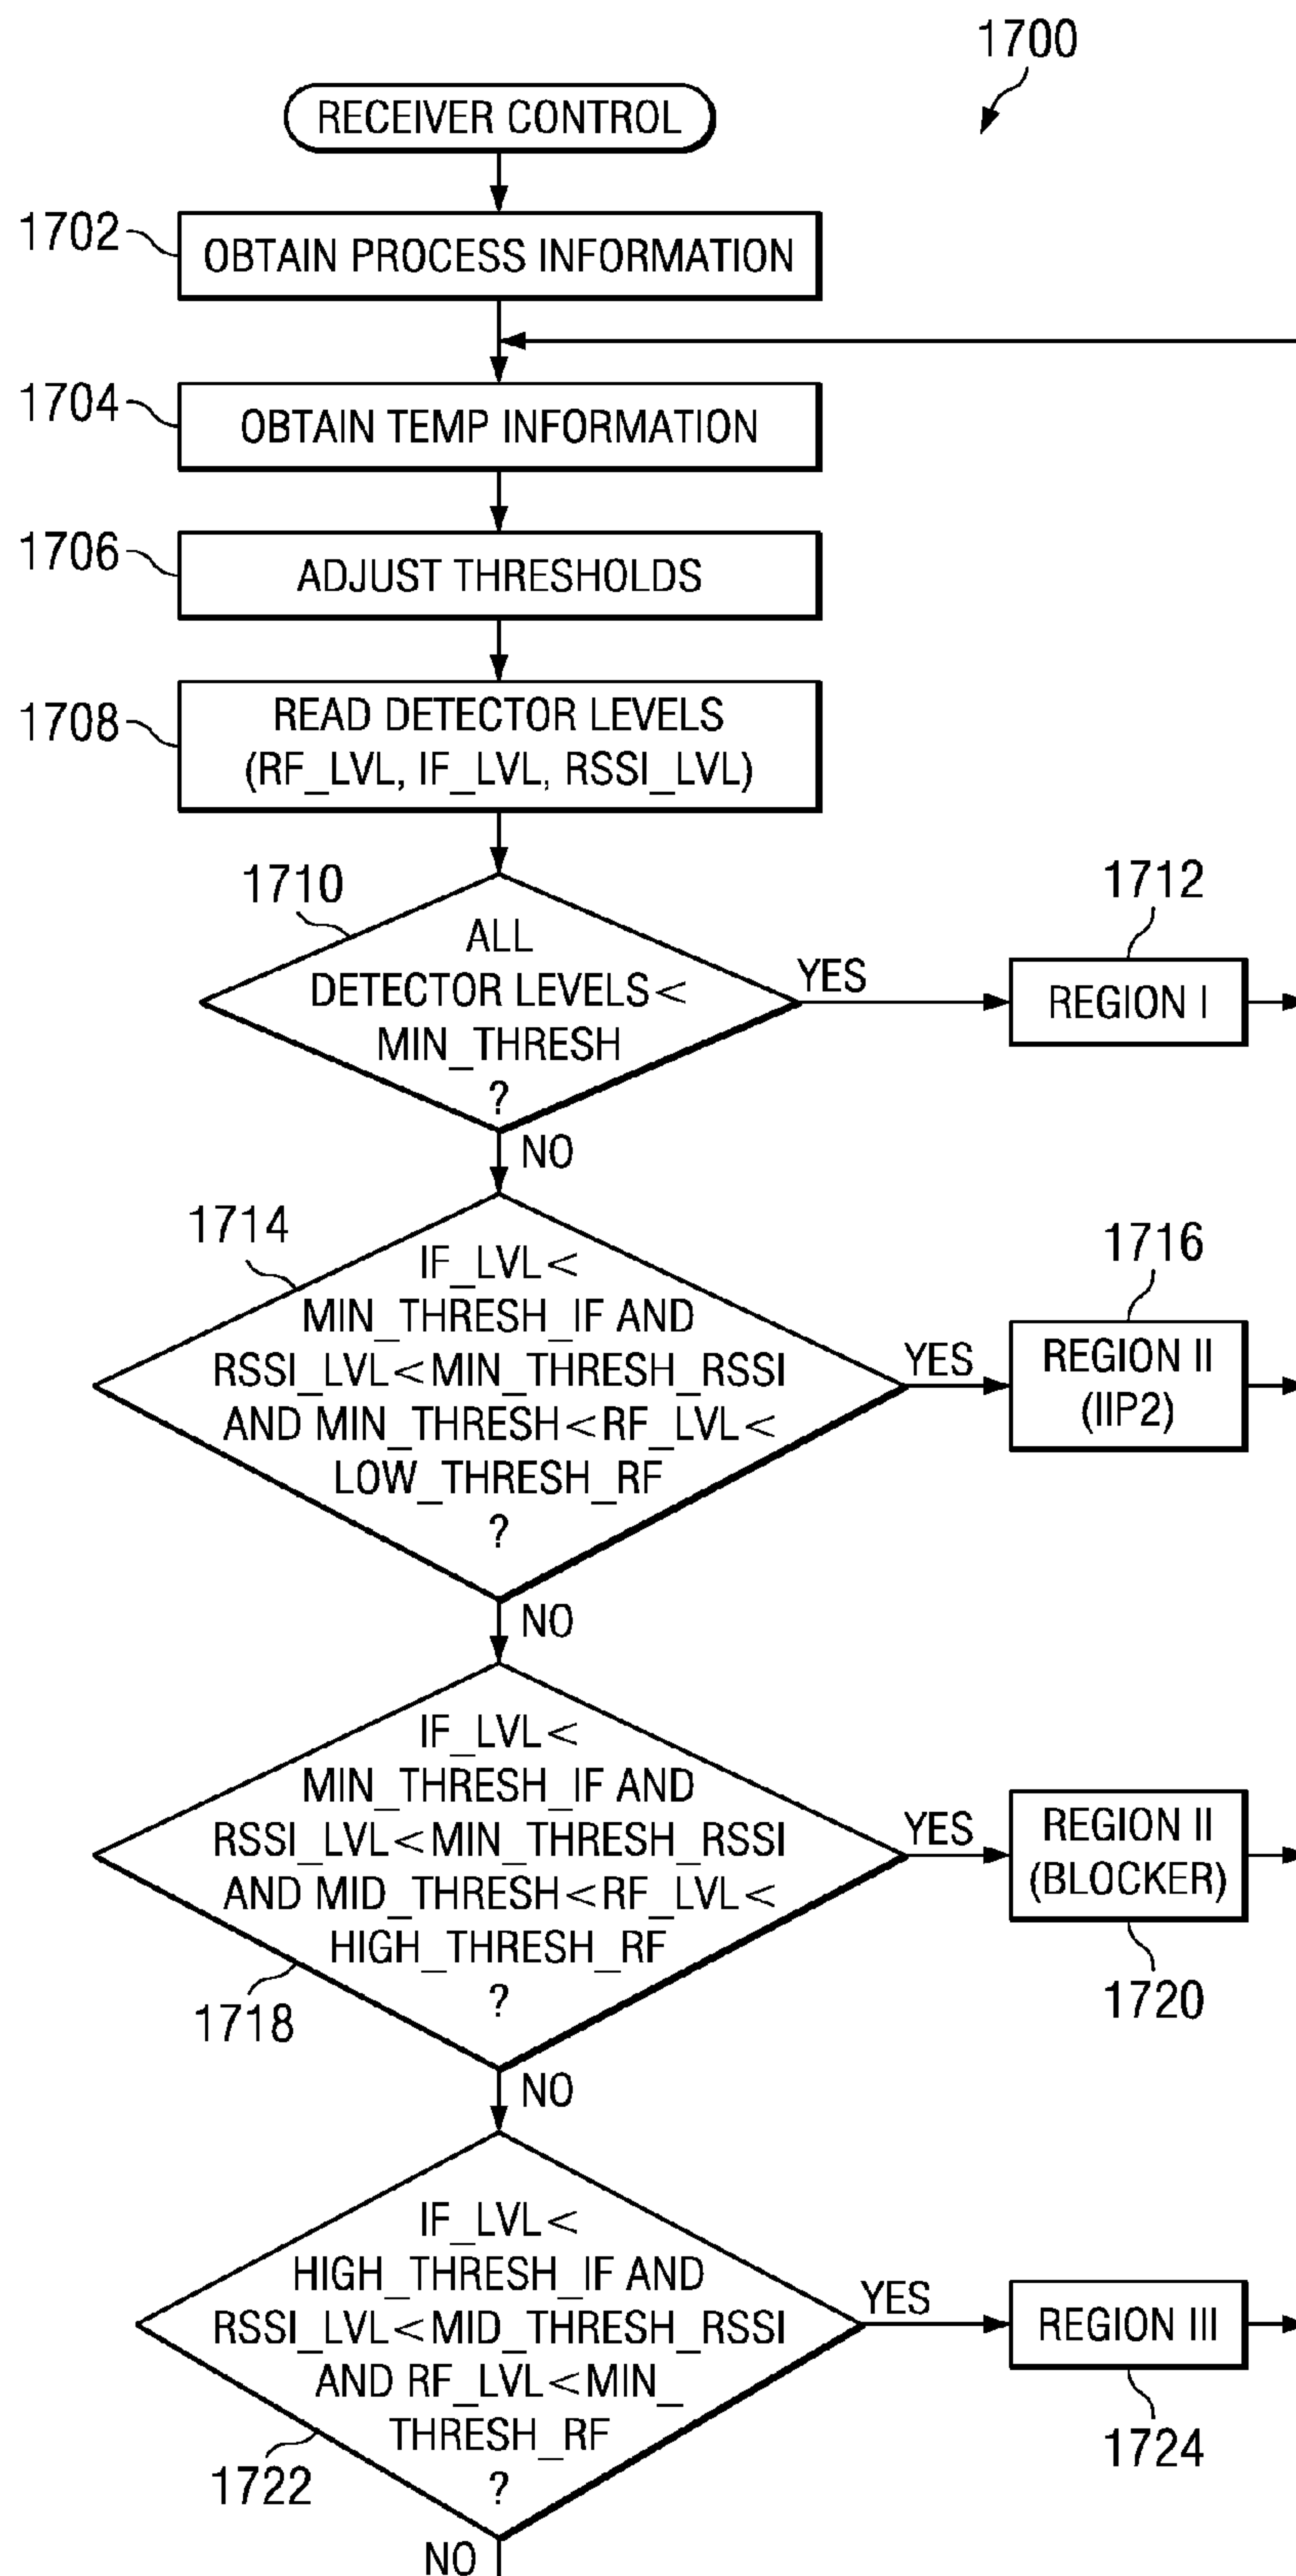 1700
RECEIVER CONTROL
1702
OBTAIN PROCESS INFORMATION
1704
OBTAIN TEMP INFORMATION
1706
ADJUST THRESHOLDS
1708
READ DETECTOR LEVELS
(RF_LVL, IF_LVL, RSSI_LVL)
1710
ALL
DETECTOR LEVELS<
MIN_THRESH
?
YES
1712
REGION I
NO
1714
IF_LVL<
MIN_THRESH_IF AND
RSSI_LVL<MIN_THRESH_RSSI
AND MIN_THRESH<RF_LVL<
LOW_THRESH_RF
?
YES
1716
REGION II
(IIP2)
NO
IF_LVL<
MIN_THRESH_IF AND
RSSI_LVL<MIN_THRESH_RSSI
AND MID_THRESH<RF_LVL<
HIGH_THRESH_RF
?
1718
YES
REGION II
(BLOCKER)
1720
NO
IF_LVL<
HIGH_THRESH_IF AND
RSSI_LVL<MID_THRESH_RSSI
AND RF_LVL<MIN_
THRESH_RF
?
1722
YES
REGION III
1724
NO